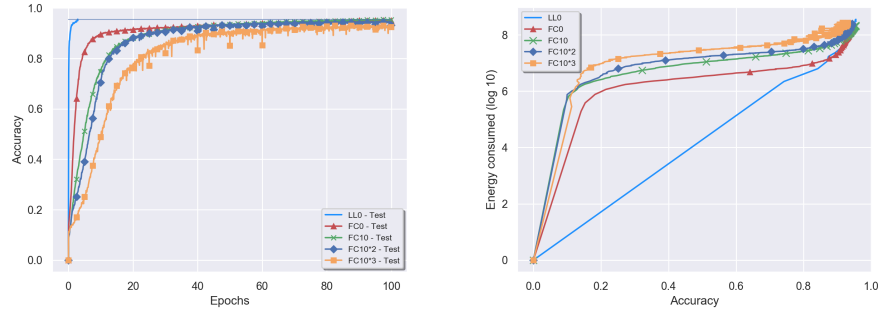 1.0
0.8
0.6
0.4
0.2
0.0
Accuracy
0 20 40 60 80 100
Epochs
LL0 - Test
FC0 - Test
FC10 - Test
FC10*2 - Test
FC10*3 - Test
8
6
4
2
0
Energy consumed (log 10)
0.0 0.2 0.4 0.6 0.8 1.0
Accuracy
LL0
FC0
FC10
FC10*2
FC10*3